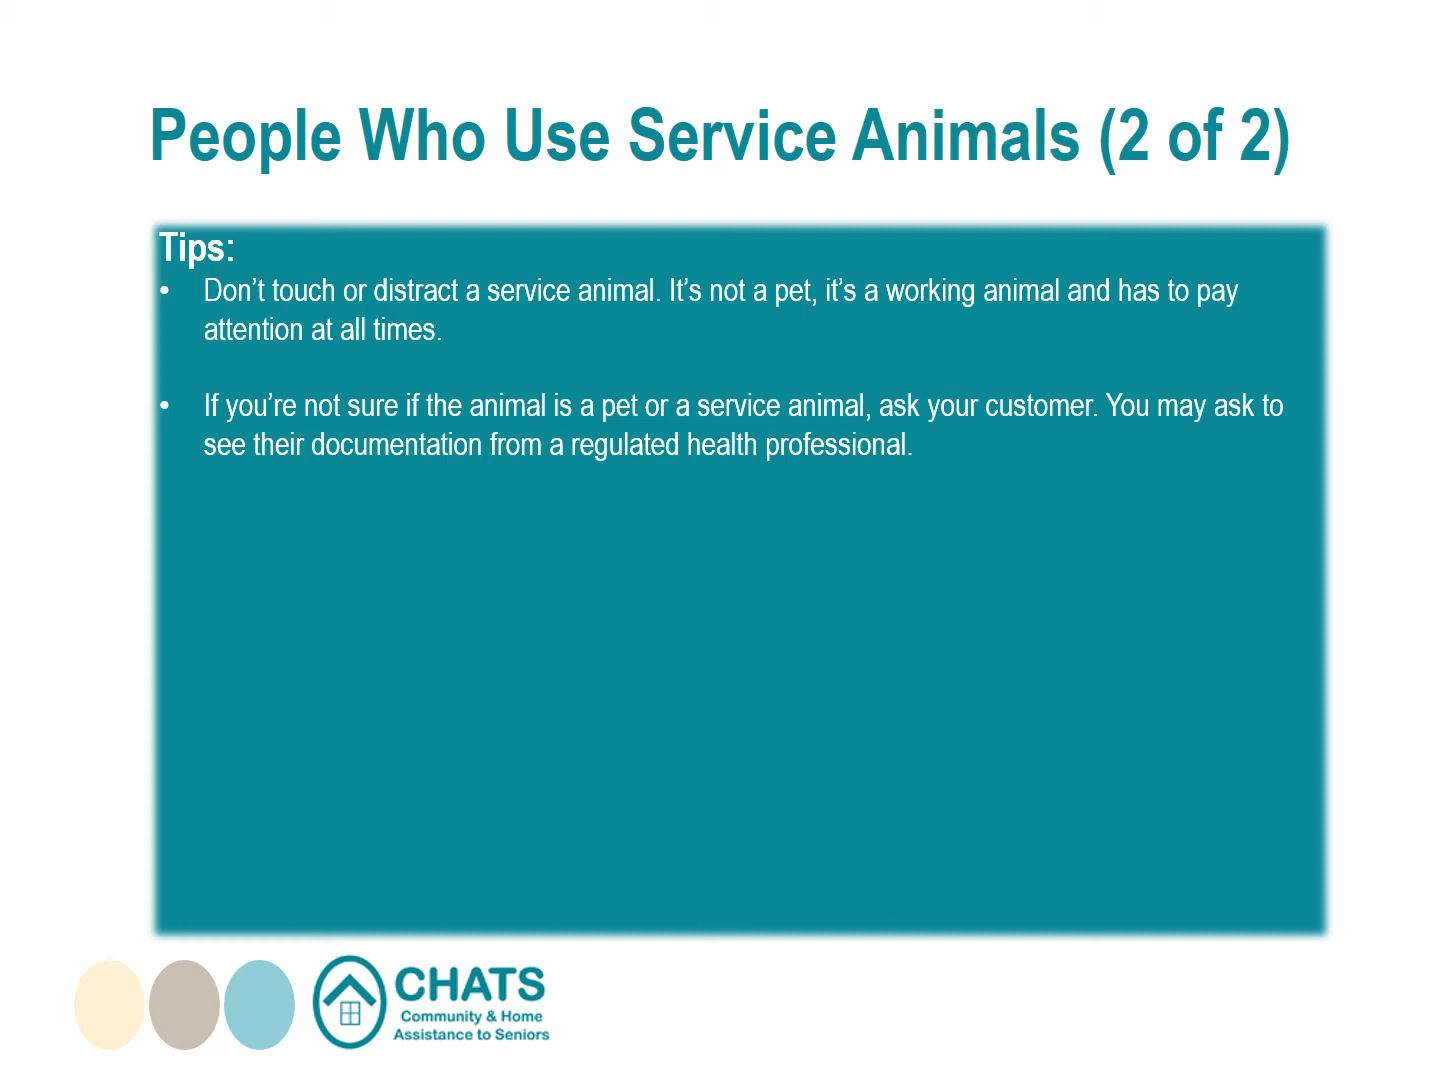 People Who Use Service Animals (2 of 2)
Tips:
• Don’t touch or distract a service animal. It’s not a pet, it’s a working animal and has to pay
attention at all times.
• If you’re not sure if the animal is a pet or a service animal, ask your customer. You may ask to
see their documentation from a regulated health professional.
CHATS
Community & Home
Assistance to Seniors